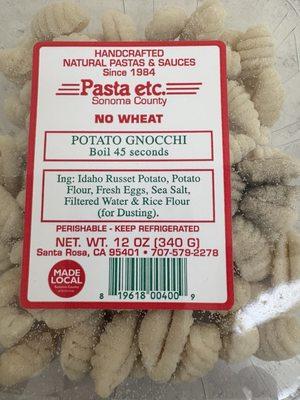 HANDCRAFTED
NATURAL PASTAS & SAUCES
Since 1984
Pasta etc.
Sonoma County
NO WHEAT
POTATO GNOCCHI
Boil 45 seconds
Ing: Idaho Russet Potato, Potato
Flour, Fresh Eggs, Sea Salt,
Filtered Water & Rice Flour
(for Dusting).
PERISHABLE - KEEP REFRIGERATED
NET. WT. 12 OZ (340 G)
Santa Rosa, CA 95401 • 707-579-2278
MADE
LOCAL
8 19618 00400 9